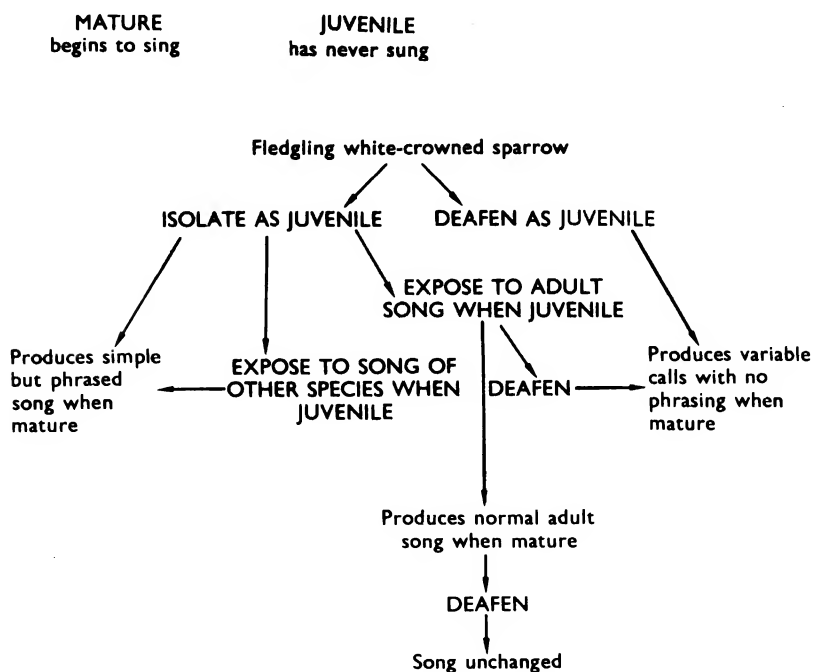 MATURE
begins to sing
JUVENILE
has never sung
Fledgling white-crowned sparrow
ISOLATE AS JUVENILE
DEAFEN AS JUVENILE
EXPOSE TO ADULT
SONG WHEN JUVENILE
Produces simple
but phrased
song when
mature
EXPOSE TO SONG OF
OTHER SPECIES WHEN
JUVENILE
DEAFEN
Produces variable
calls with no
phrasing when
mature
Produces normal adult
song when mature
DEAFEN
Song unchanged